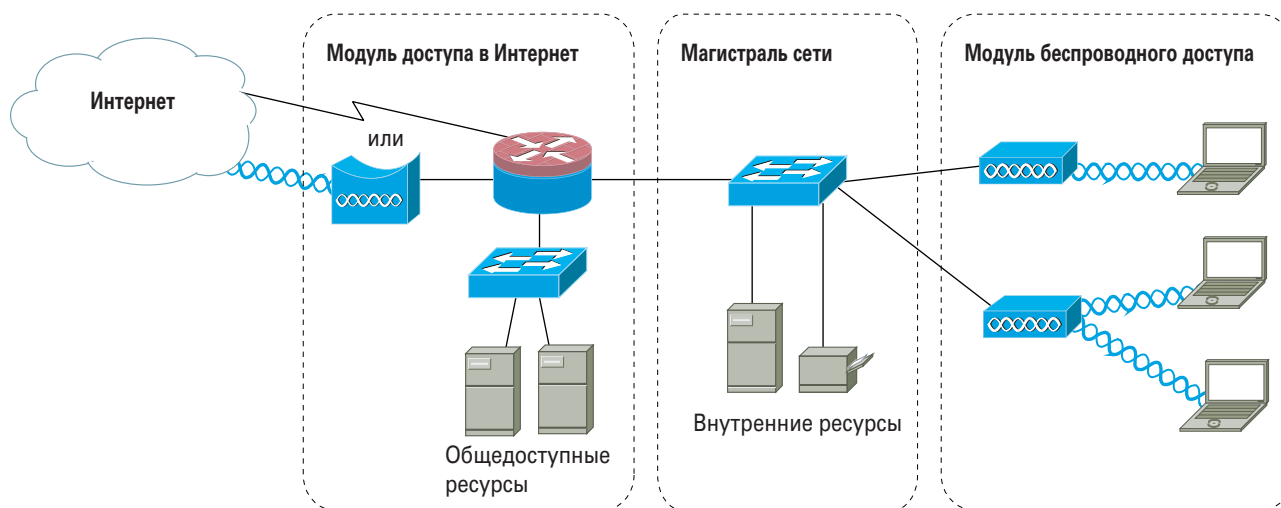 Модуль доступа в Интернет
Магистраль сети
Модуль беспроводного доступа
Интернет
или
Внутренние ресурсы
Общедоступные
ресурсы